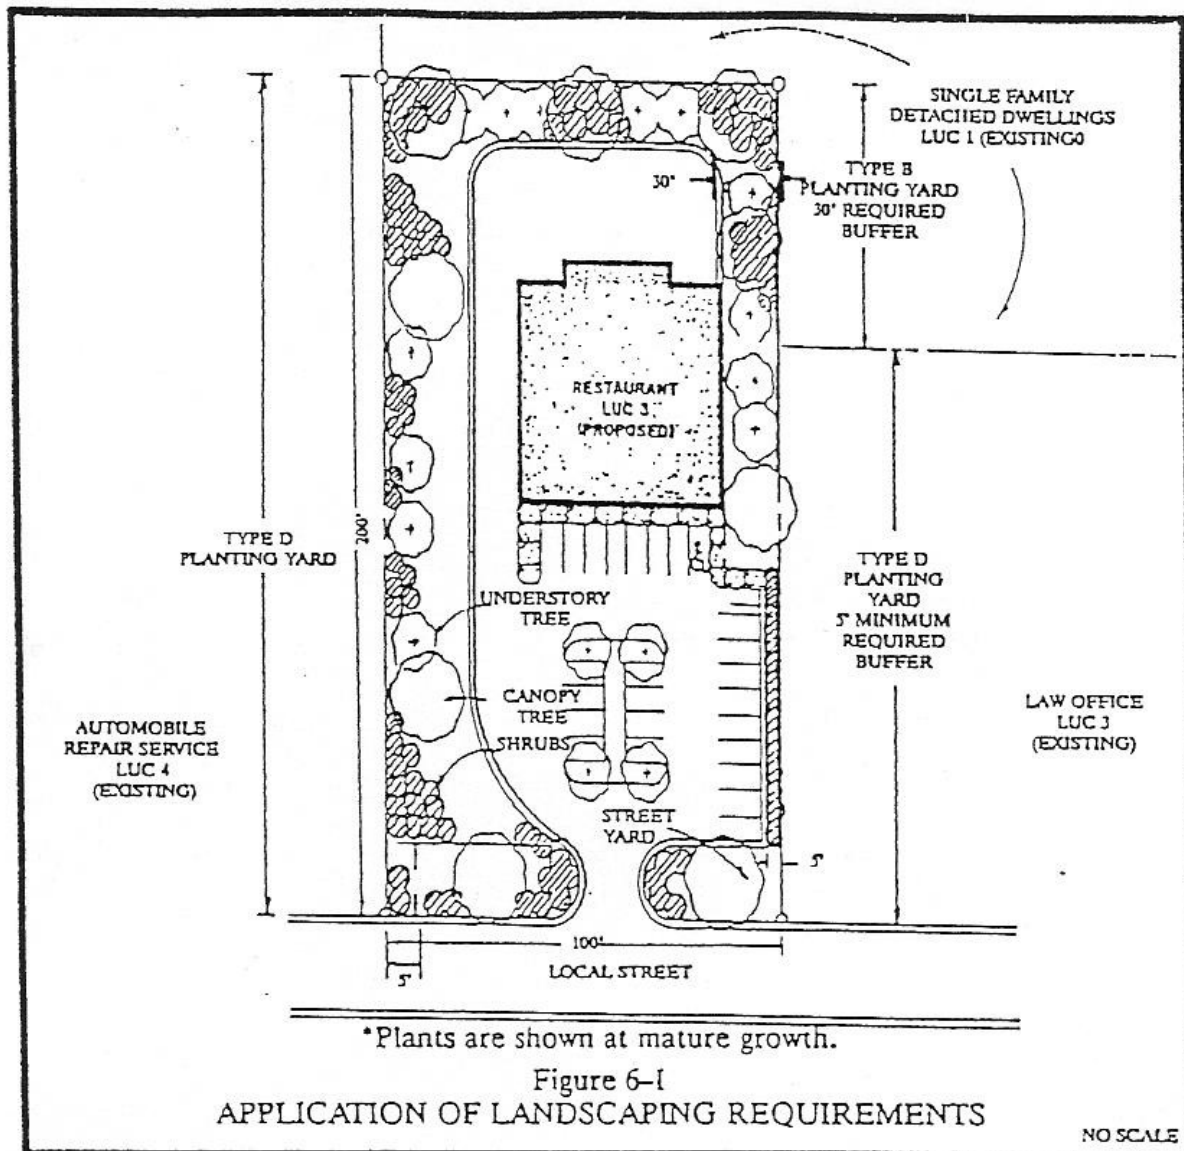 SINGLE FAMILY
DETACHED DWELLINGS
LUC 1 (EXISTING0
30'
TYPE B
PLANTING YARD
30' REQUIRED
BUFFER
RESTAURANT
LUC 3
(PROPOSED)
200'
TYPE D
PLANTING YARD
TYPE D
PLANTING
YARD
5' MINIMUM
REQUIRED
BUFFER
UNDERSTORY
TREE
CANOPY
TREE
SHRUBS
AUTOMOBILE
REPAIR SERVICE
LUC 4
(EXISTING)
LAW OFFICE
LUC 3
(EXISTING)
STREET
YARD
5'
100'
5'
LOCAL STREET
*Plants are shown at mature growth.
Figure 6-I
APPLICATION OF LANDSCAPING REQUIREMENTS
NO SCALE